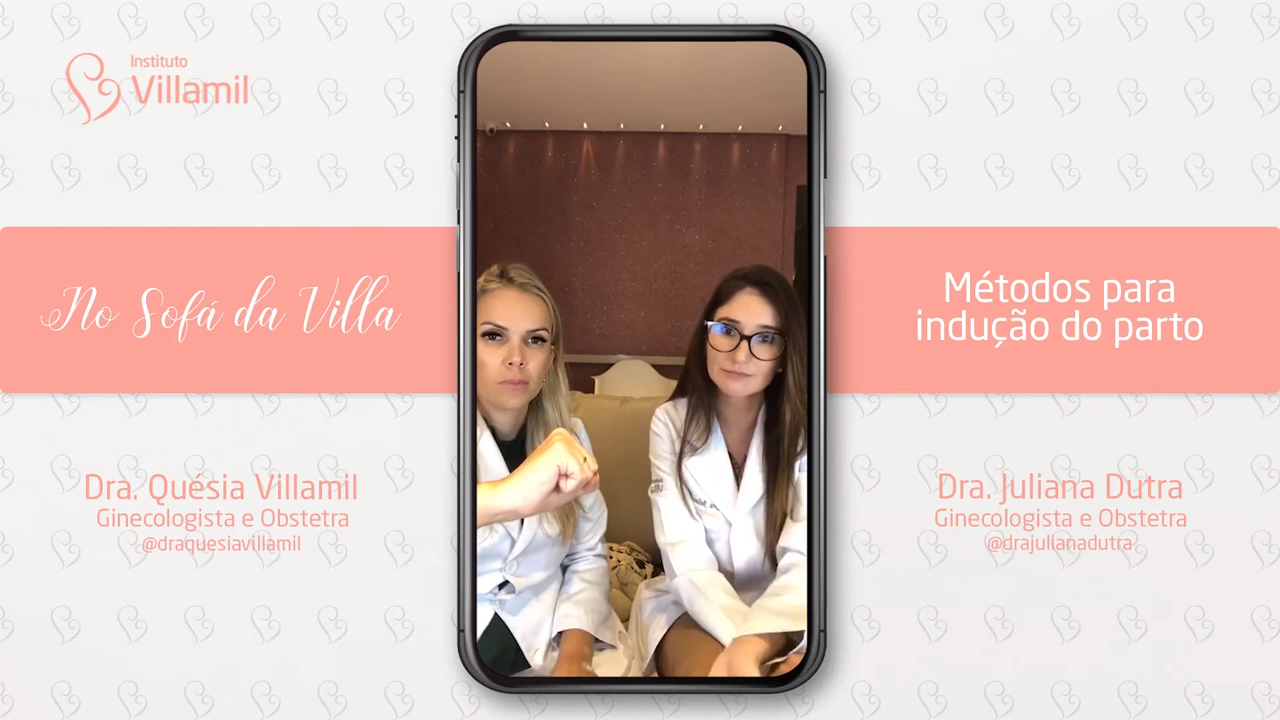 Instituto
Villamil
No Sofá da Villa
Métodos para
indução do parto
Dra. Quésia Villamil
Ginecologista e Obstetra
@draquesiavillamil
Dra. Juliana Dutra
Ginecologista e Obstetra
@drajulianadutra